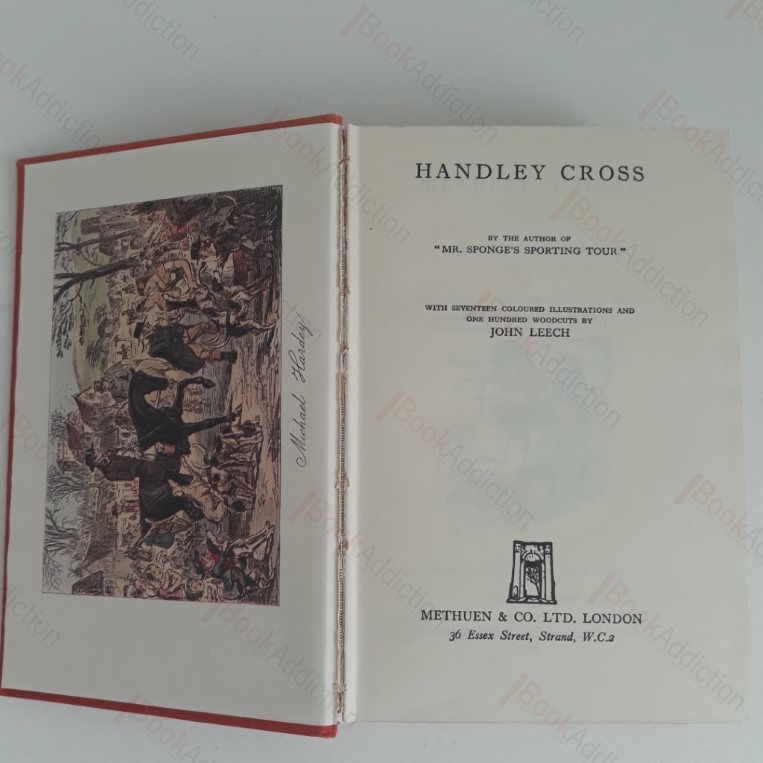 Michael Hardey
HANDLEY CROSS
BY THE AUTHOR OF
"MR. SPONGE'S SPORTING TOUR"
WITH SEVENTEEN COLOURED ILLUSTRATIONS AND
ONE HUNDRED WOODCUTS BY
JOHN LEECH
METHUEN & CO. LTD. LONDON
36 Essex Street, Strand, W.C.2
BookAddiction